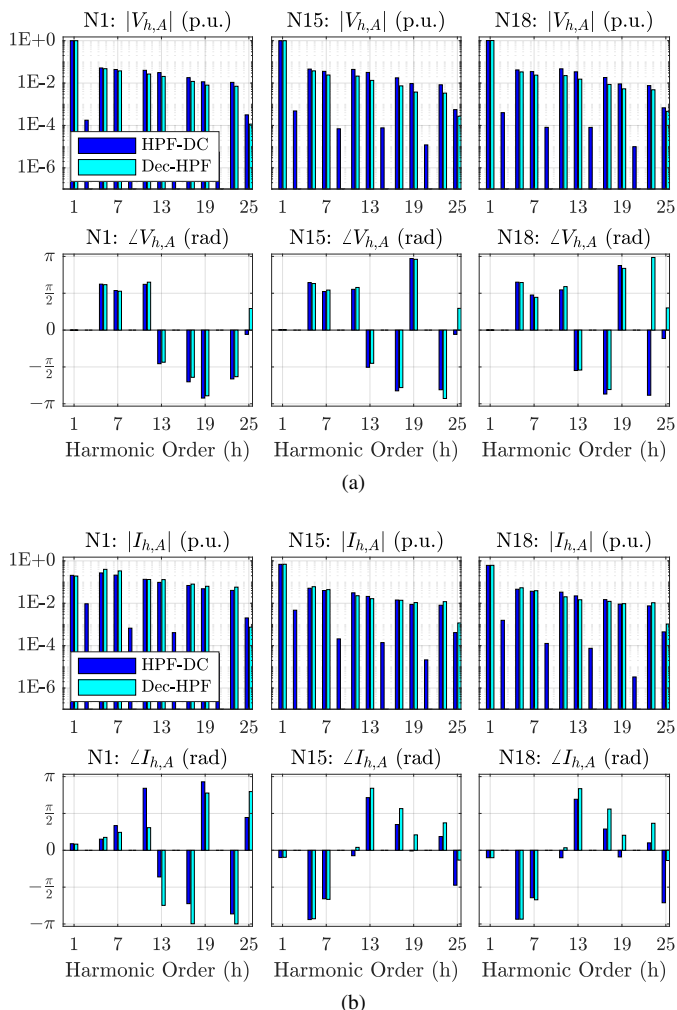 N1: |V_{h,A}| (p.u.) N15: |V_{h,A}| (p.u.) N18: |V_{h,A}| (p.u.)
1E+0
1E-2
1E-4
1E-6
HPF-DC
Dec-HPF
1 7 13 19 25 1 7 13 19 25 1 7 13 19 25
N1: ∠V_{h,A} (rad) N15: ∠V_{h,A} (rad) N18: ∠V_{h,A} (rad)
π
π/2
0
−π/2
−π
1 7 13 19 25 1 7 13 19 25 1 7 13 19 25
Harmonic Order (h) Harmonic Order (h) Harmonic Order (h)
(a)
N1: |I_{h,A}| (p.u.) N15: |I_{h,A}| (p.u.) N18: |I_{h,A}| (p.u.)
1E+0
1E-2
1E-4
1E-6
HPF-DC
Dec-HPF
1 7 13 19 25 1 7 13 19 25 1 7 13 19 25
N1: ∠I_{h,A} (rad) N15: ∠I_{h,A} (rad) N18: ∠I_{h,A} (rad)
π
π/2
0
−π/2
−π
1 7 13 19 25 1 7 13 19 25 1 7 13 19 25
Harmonic Order (h) Harmonic Order (h) Harmonic Order (h)
(b)